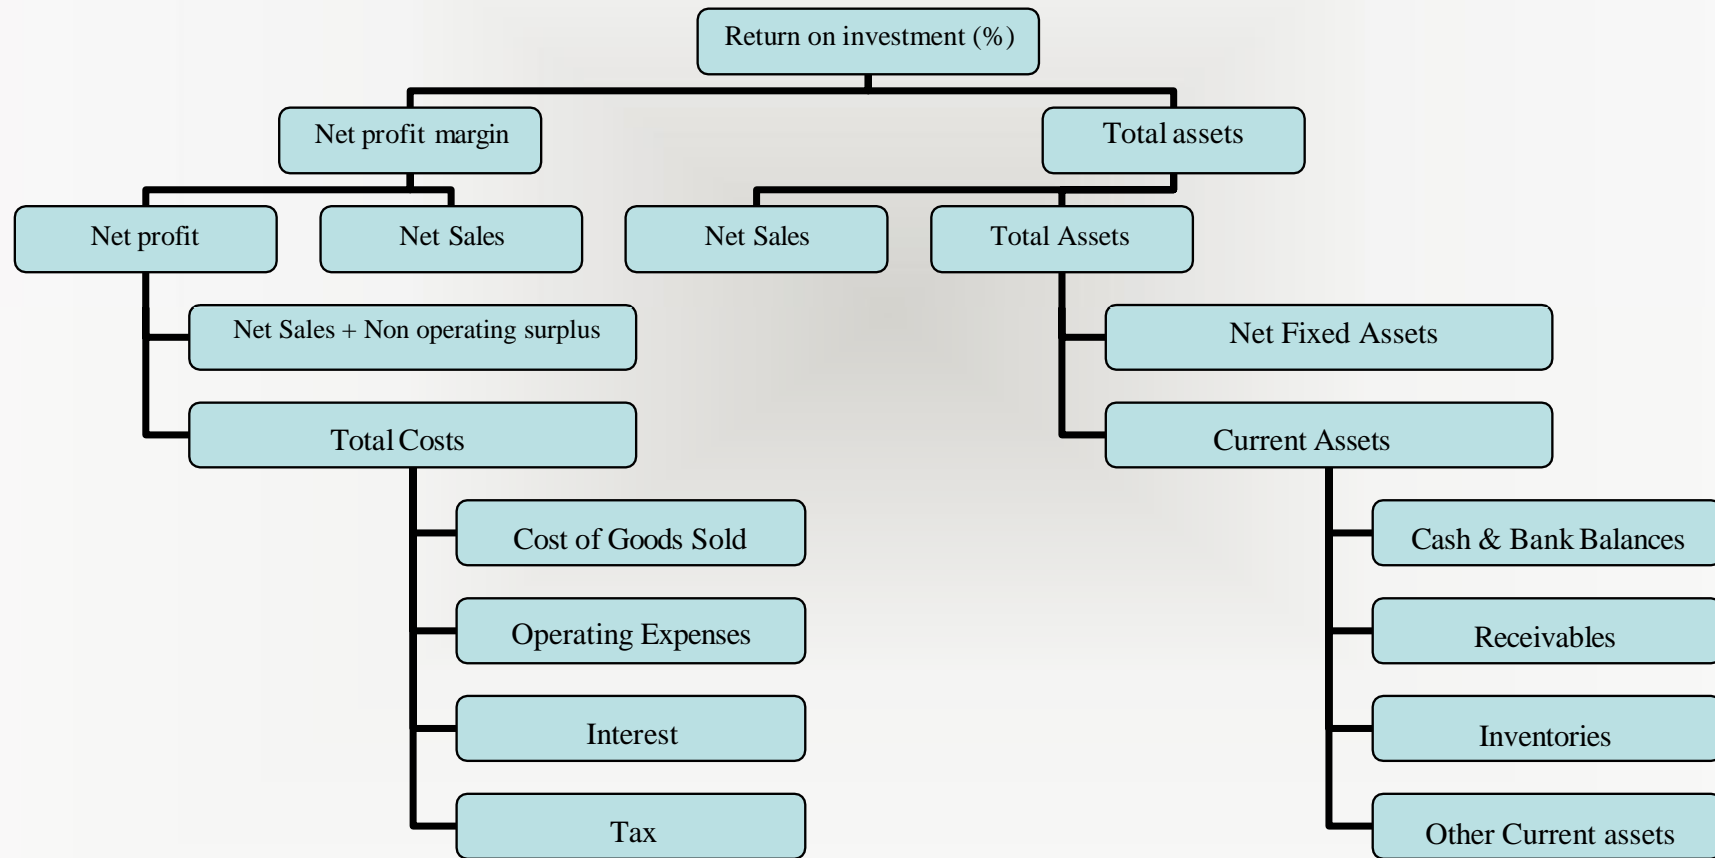 Return on investment (%)
Net profit margin
Total assets
Net profit
Net Sales
Net Sales
Total Assets
Net Sales + Non operating surplus
Net Fixed Assets
Total Costs
Current Assets
Cost of Goods Sold
Cash & Bank Balances
Operating Expenses
Receivables
Interest
Inventories
Tax
Other Current assets